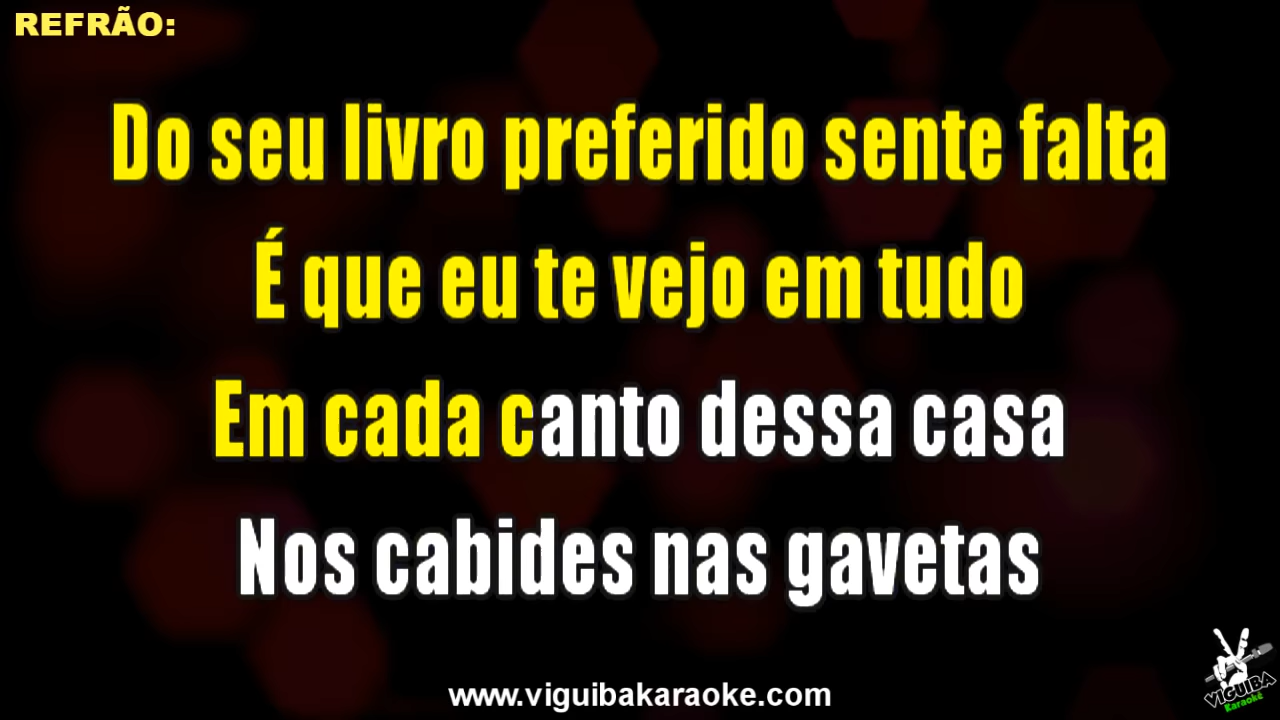 REFRÃO:
Do seu livro preferido sente falta
É que eu te vejo em tudo
Em cada canto dessa casa
Nos cabides nas gavetas
www.viguibakaraoke.com
VIGUIBA
Karaokê